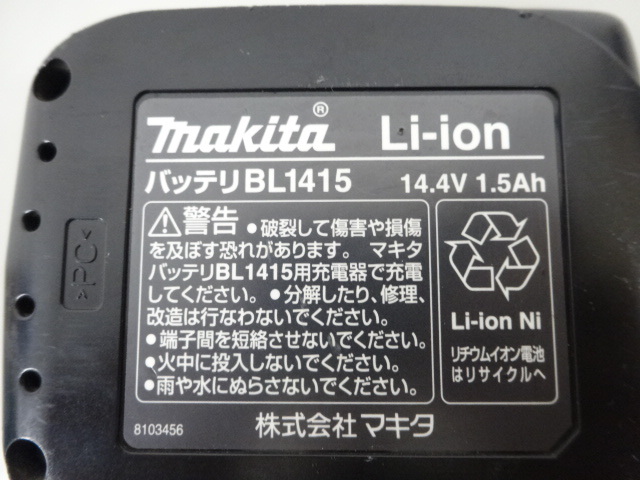 makita® Li-ion
バッテリBL1415 14.4V 1.5Ah
警告 ●破裂して傷害や損傷
を及ぼす恐れがあります。 マキタ
バッテリBL1415用充電器で充電
してください。●分解したり、修理、
改造は行なわないでください。
●端子間を短絡させないでください。
●火中に投入しないでください。
●雨や水にぬらさないでください。
Li-ion Ni
リチウムイオン電池
はリサイクルへ
8103456
株式会社マキタ
>PC<